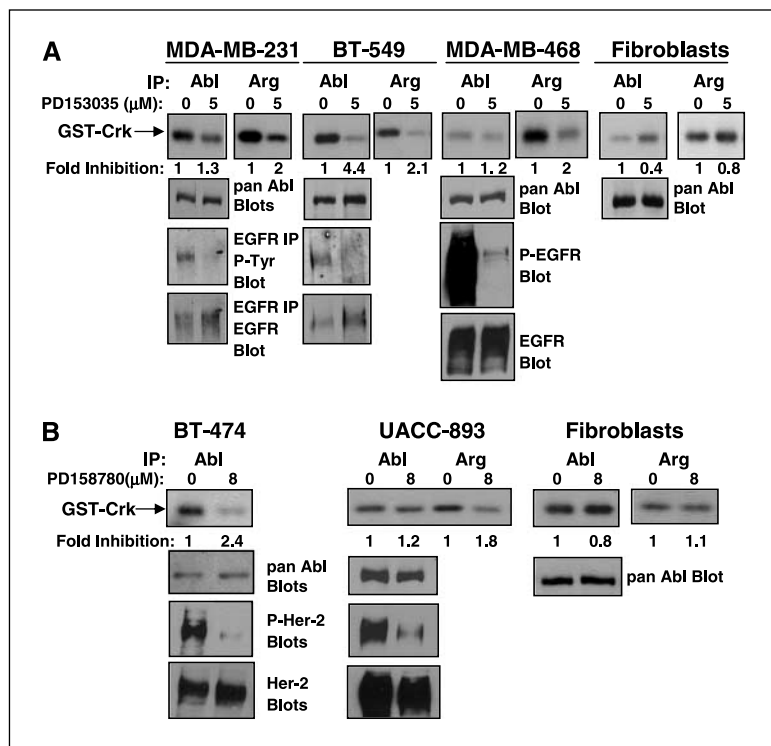 A
MDA-MB-231 BT-549 MDA-MB-468 Fibroblasts
IP: Abl Arg Abl Arg Abl Arg Abl Arg
PD153035 (µM) 0 5 0 5 0 5 0 5 0 5 0 5 0 5 0 5
GST-Crk
Fold Inhibition: 1 1.3 1 2 1 4.4 1 2.1 1 1. 2 1 2 1 0.4 1 0.8
pan Abl
Blots
pan Abl
Blot
pan Abl
Blot
EGFR IP
P-Tyr
Blot
P-EGFR
Blot
EGFR IP
EGFR
Blot
EGFR
Blot
B
BT-474 UACC-893 Fibroblasts
IP: Abl Abl Arg Abl Arg
PD158780(µM): 0 8 0 8 0 8 0 8 0 8
GST-Crk
Fold Inhibition: 1 2.4 1 1.2 1 1.8 1 0.8 1 1.1
pan Abl
Blots
pan Abl Blot
P-Her-2
Blots
Her-2
Blots